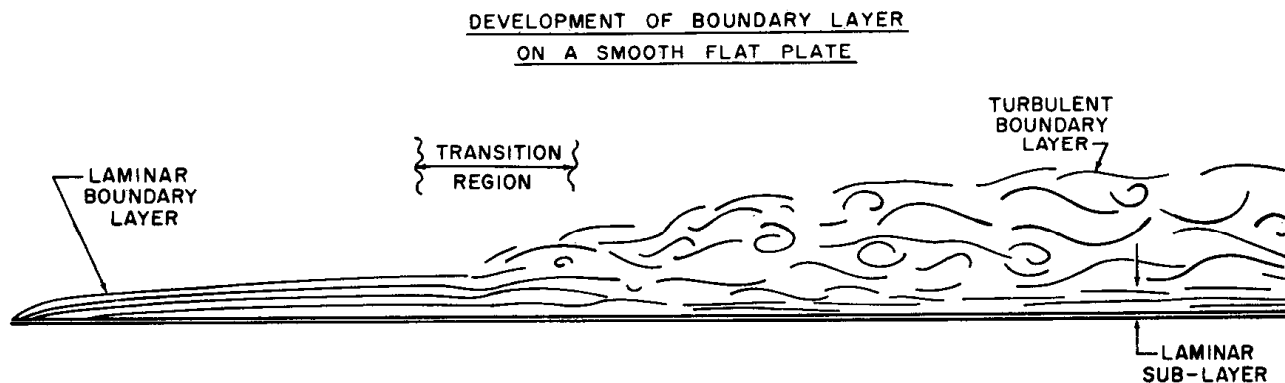 DEVELOPMENT OF BOUNDARY LAYER
ON A SMOOTH FLAT PLATE
TURBULENT
BOUNDARY
LAYER
TRANSITION
REGION
LAMINAR
BOUNDARY
LAYER
LAMINAR
SUB-LAYER